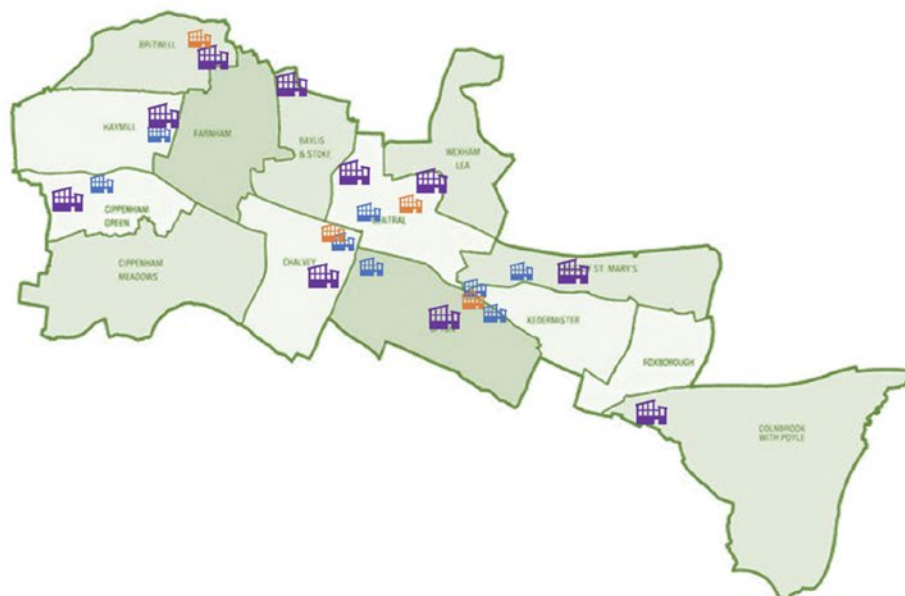 BRITWELL
HAYMILL
FARNHAM
BAYLIS
& STOKE
WEXHAM
LEA
CIPPENHAM
GREEN
CENTRAL
CIPPENHAM
MEADOWS
CHALVEY
ST-MARY'S
KEDERMISTER
FOXBOROUGH
COLNBROOK
WITH POYLE